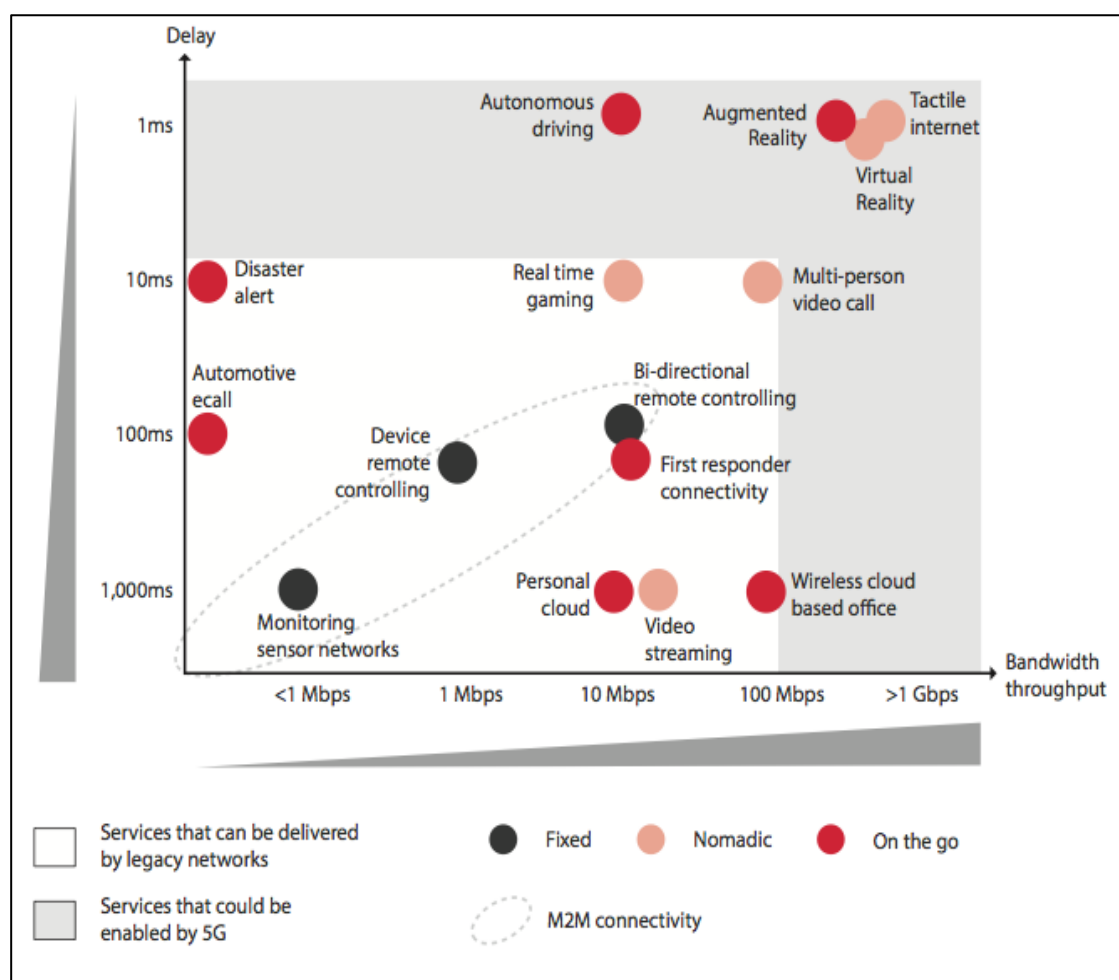 Delay
1ms
Autonomous
driving
Augmented
Reality
Tactile
internet
Virtual
Reality
10ms
Disaster
alert
Real time
gaming
Multi-person
video call
Automotive
ecall
Bi-directional
remote controlling
100ms
Device
remote
controlling
First responder
connectivity
1,000ms
Monitoring
sensor networks
Personal
cloud
Video
streaming
Wireless cloud
based office
Bandwidth
throughput
<1 Mbps
1 Mbps
10 Mbps
100 Mbps
>1 Gbps
Services that can be delivered
by legacy networks
Fixed
Nomadic
On the go
Services that could be
enabled by 5G
M2M connectivity